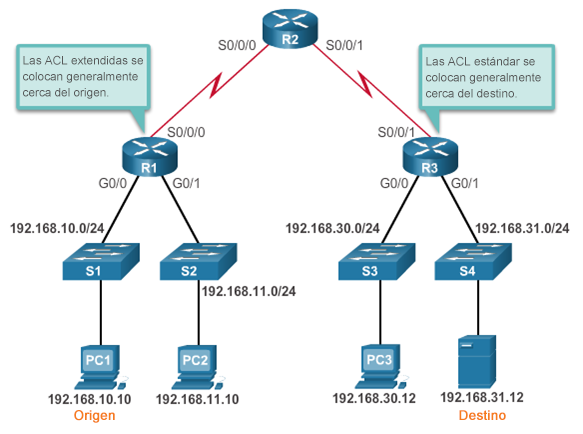 R2
S0/0/0
S0/0/1
Las ACL extendidas se
colocan generalmente
cerca del origen.
Las ACL estándar se
colocan generalmente
cerca del destino.
S0/0/0
S0/0/1
R1
R3
G0/0
G0/1
G0/0
G0/1
192.168.10.0/24
192.168.30.0/24
192.168.31.0/24
S1
S2
S3
S4
192.168.11.0/24
PC1
PC2
PC3
192.168.10.10
192.168.11.10
192.168.30.12
192.168.31.12
Origen
Destino